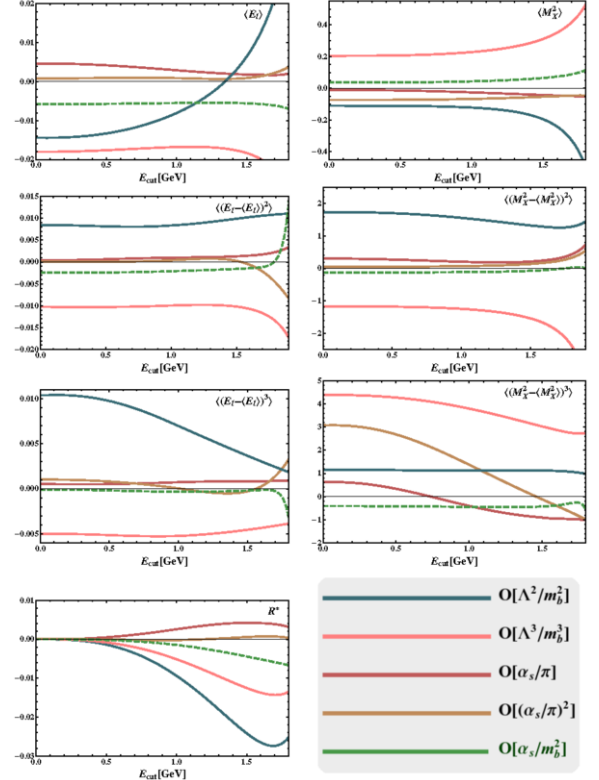 ⟨E_l⟩
0.02
0.01
0.00
−0.01
−0.02
0.0 0.5 1.0 1.5
E_cut[GeV]
⟨M_X^2⟩
0.4
0.2
0.0
−0.2
−0.4
0.0 0.5 1.0 1.5
E_cut[GeV]
⟨(E_l−⟨E_l⟩)^2⟩
0.015
0.010
0.005
0.000
−0.005
−0.010
−0.015
0.020
0.0 0.5 1.0 1.5
E_cut[GeV]
⟨(M_X^2−⟨M_X^2⟩)^2⟩
2
1
0
−1
−2
0.0 0.5 1.0 1.5
E_cut[GeV]
⟨(E_l−⟨E_l⟩)^3⟩
0.010
0.005
0.000
−0.005
0.0 0.5 1.0 1.5
E_cut[GeV]
⟨(M_X^2−⟨M_X^2⟩)^3⟩
5
4
3
2
1
0
−1
−2
0.0 0.5 1.0 1.5
E_cut[GeV]
R*
0.01
0.00
−0.01
−0.02
−0.03
0.0 0.5 1.0 1.5
E_cut[GeV]
O[Λ^2/m_b^2]
O[Λ^3/m_b^3]
O[α_s/π]
O[(α_s/π)^2]
O[α_s/m_b^2]